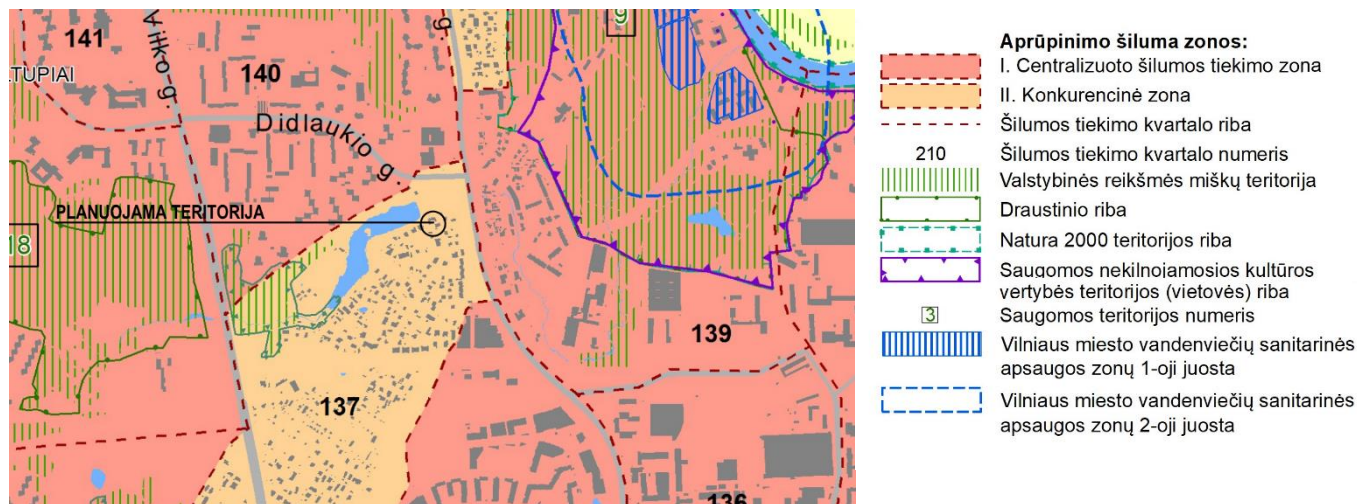 141
140
9
LTUPIAI
Didlaukio g
g.
PLANUOJAMA TERITORIJA
18
139
137
136
Aprūpinimo šiluma zonos:
I. Centralizuoto šilumos tiekimo zona
II. Konkurencinė zona
Šilumos tiekimo kvartalo riba
210
Šilumos tiekimo kvartalo numeris
Valstybinės reikšmės miškų teritorija
Draustinio riba
Natura 2000 teritorijos riba
Saugomos nekilnojamosios kultūros
vertybės teritorijos (vietovės) riba
3
Saugomos teritorijos numeris
Vilniaus miesto vandenviečių sanitarinės
apsaugos zonų 1-oji juosta
Vilniaus miesto vandenviečių sanitarinės
apsaugos zonų 2-oji juosta